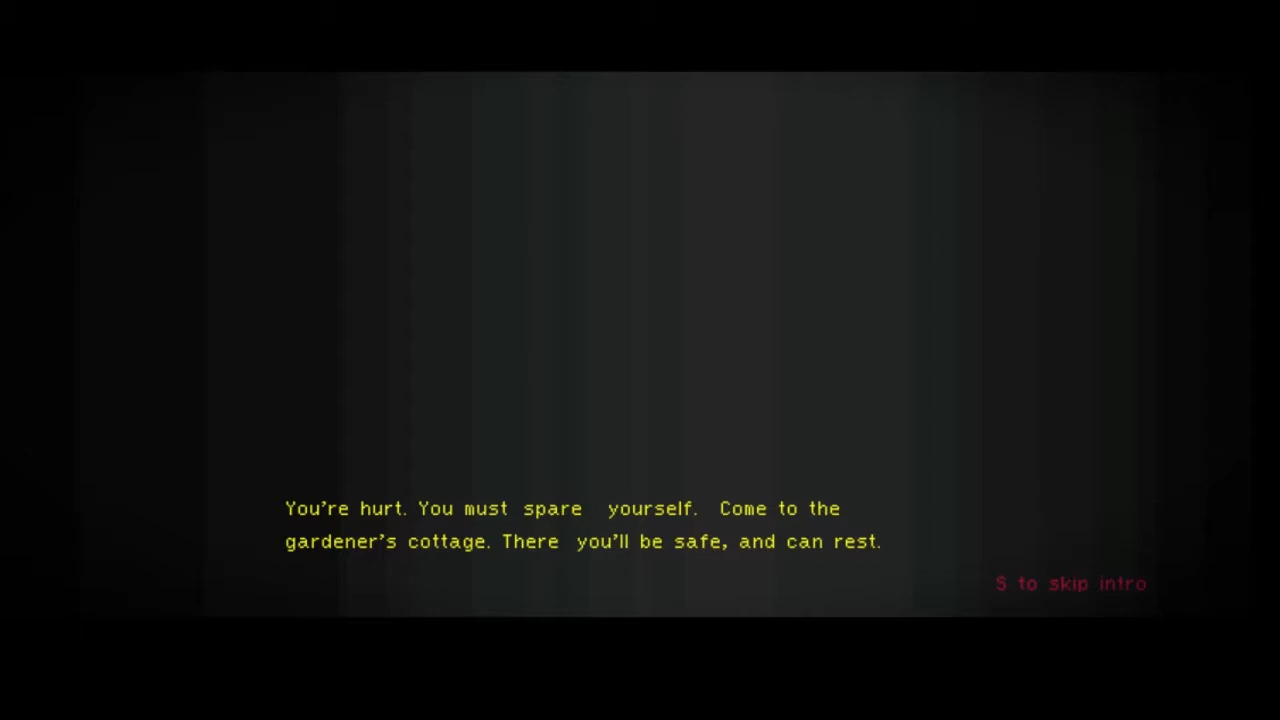 You're hurt. You must spare yourself. Come to the
gardener's cottage. There you'll be safe, and can rest.
S to skip intro